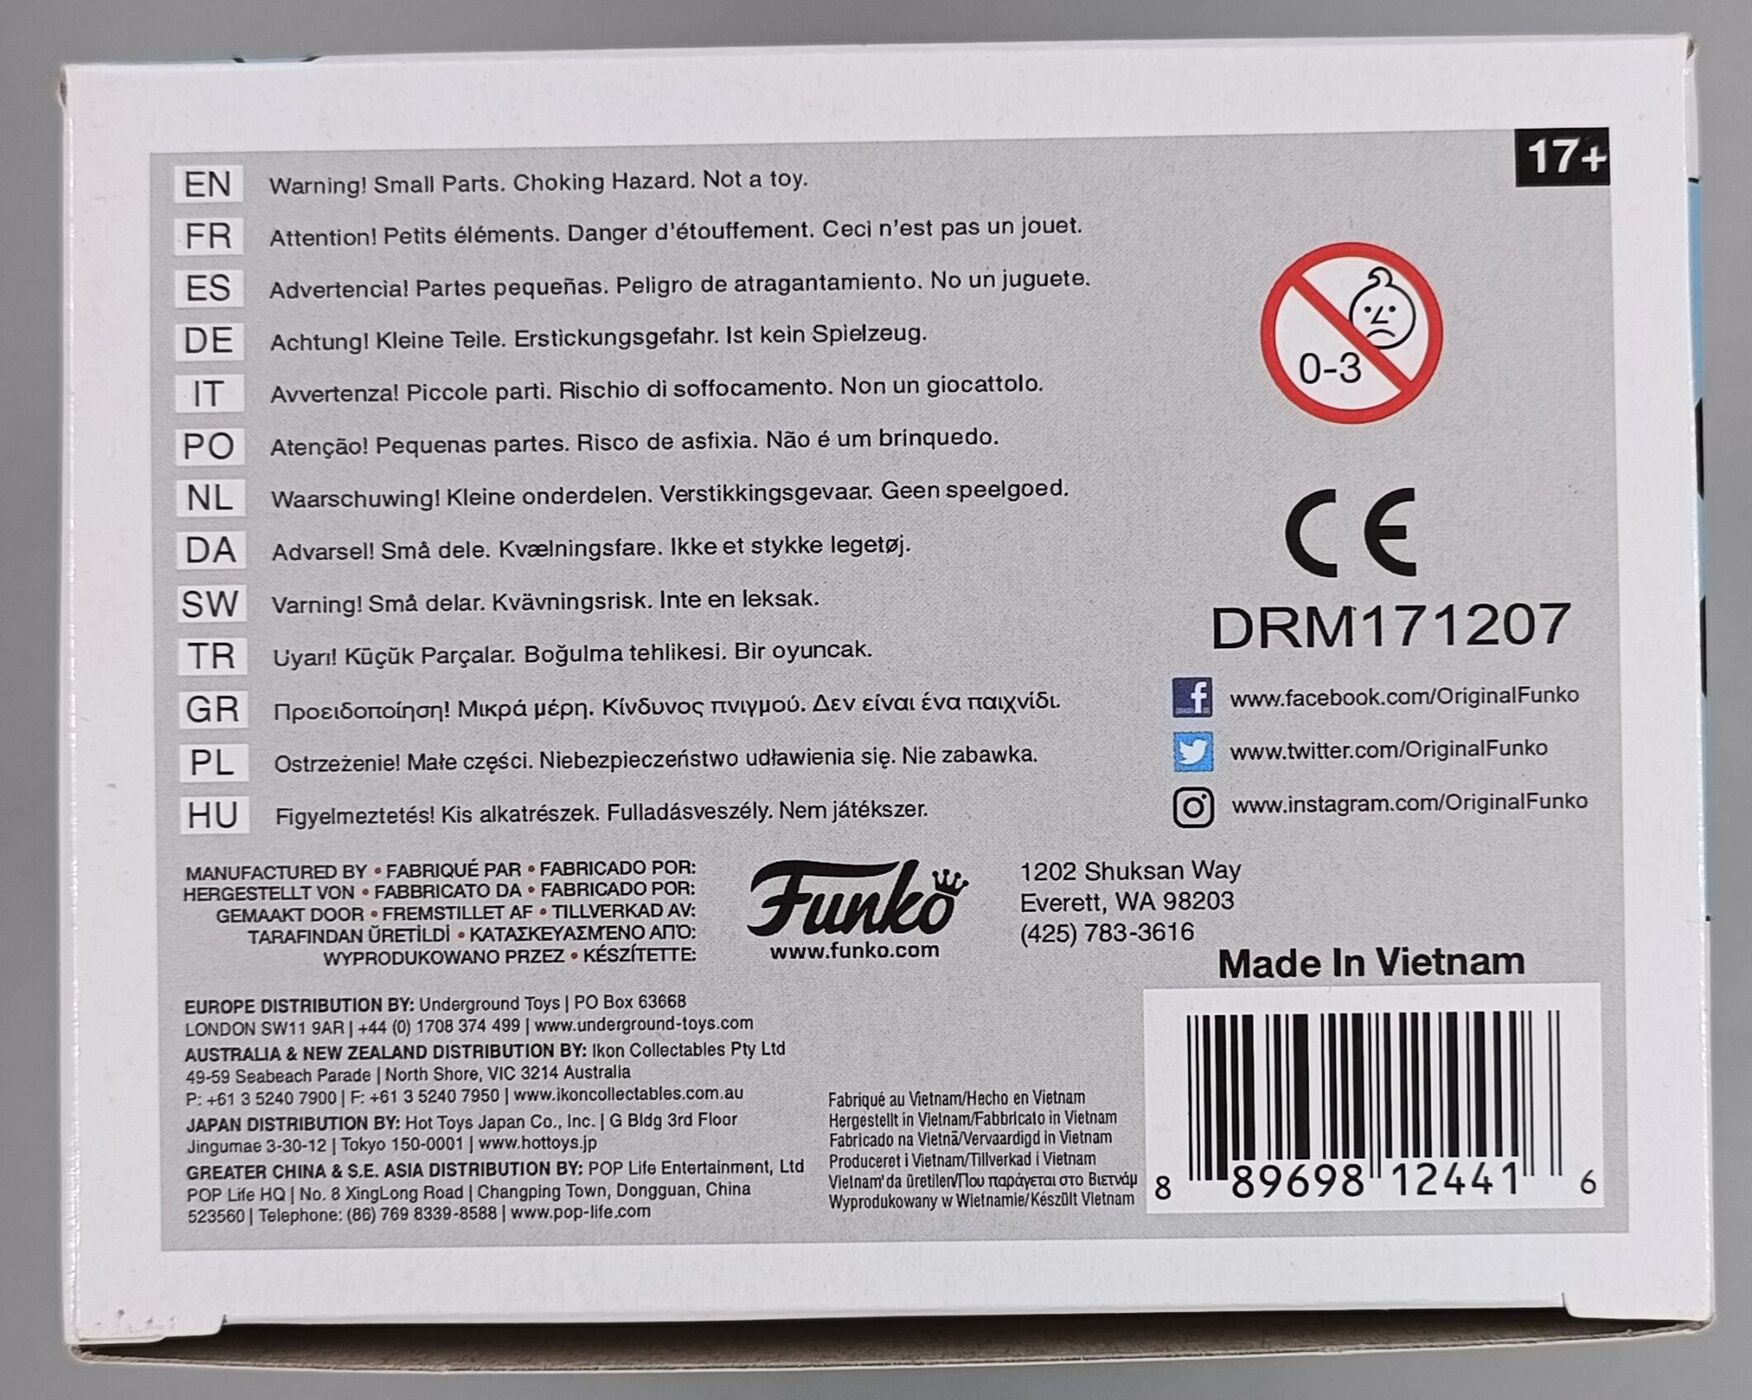 17+
EN Warning! Small Parts. Choking Hazard. Not a toy.
FR Attention! Petits éléments. Danger d'étouffement. Ceci n'est pas un jouet.
ES Advertencia! Partes pequeñas. Peligro de atragantamiento. No un juguete.
DE Achtung! Kleine Teile. Erstickungsgefahr. Ist kein Spielzeug.
IT Avvertenza! Piccole parti. Rischio di soffocamento. Non un giocattolo.
PO Atenção! Pequenas partes. Risco de asfixia. Não é um brinquedo.
NL Waarschuwing! Kleine onderdelen. Verstikkingsgevaar. Geen speelgoed.
DA Advarsel! Små dele. Kvælningsfare. Ikke et stykke legetøj.
SW Varning! Små delar. Kvävningsrisk. Inte en leksak.
TR Uyarı! Küçük Parçalar. Boğulma tehlikesi. Bir oyuncak.
GR Προειδοποίηση! Μικρά μέρη. Κίνδυνος πνιγμού. Δεν είναι ένα παιχνίδι.
PL Ostrzeżenie! Małe części. Niebezpieczeństwo udławienia się. Nie zabawka.
HU Figyelmeztetés! Kis alkatrészek. Fulladásveszély. Nem játékszer.
0-3
CE
DRM171207
www.facebook.com/OriginalFunko
www.twitter.com/OriginalFunko
www.instagram.com/OriginalFunko
MANUFACTURED BY • FABRIQUÉ PAR • FABRICADO POR:
HERGESTELLT VON • FABBRICATO DA • FABRICADO POR:
GEMAAKT DOOR • FREMSTILLET AF • TILLVERKAD AV:
TARAFINDAN ÜRETİLDİ • ΚΑΤΑΣΚΕΥΑΣΜΈΝΟ ΑΠΌ:
WYPRODUKOWANO PRZEZ • KÉSZÍTETTE:
Funko
www.funko.com
1202 Shuksan Way
Everett, WA 98203
(425) 783-3616
Made In Vietnam
EUROPE DISTRIBUTION BY: Underground Toys | PO Box 63668
LONDON SW11 9AR | +44 (0) 1708 374 499 | www.underground-toys.com
AUSTRALIA & NEW ZEALAND DISTRIBUTION BY: Ikon Collectables Pty Ltd
49-59 Seabeach Parade | North Shore, VIC 3214 Australia
P: +61 3 5240 7900 | F: +61 3 5240 7950 | www.ikoncollectables.com.au
JAPAN DISTRIBUTION BY: Hot Toys Japan Co., Inc. | G Bldg 3rd Floor
Jingumae 3-30-12 | Tokyo 150-0001 | www.hottoys.jp
GREATER CHINA & S.E. ASIA DISTRIBUTION BY: POP Life Entertainment, Ltd
POP Life HQ | No. 8 XingLong Road | Changping Town, Dongguan, China
523560 | Telephone: (86) 769 8339-8588 | www.pop-life.com
Fabriqué au Vietnam/Hecho en Vietnam
Hergestellt in Vietnam/Fabbricato in Vietnam
Fabricado na Vietnã/Vervaardigd in Vietnam
Produceret i Vietnam/Tillverkad i Vietnam
Vietnam'da üretilen/Που παράγεται στο Βιετνάμ
Wyprodukowany w Wietnamie/Készült Vietnam
8 89698 12441 6